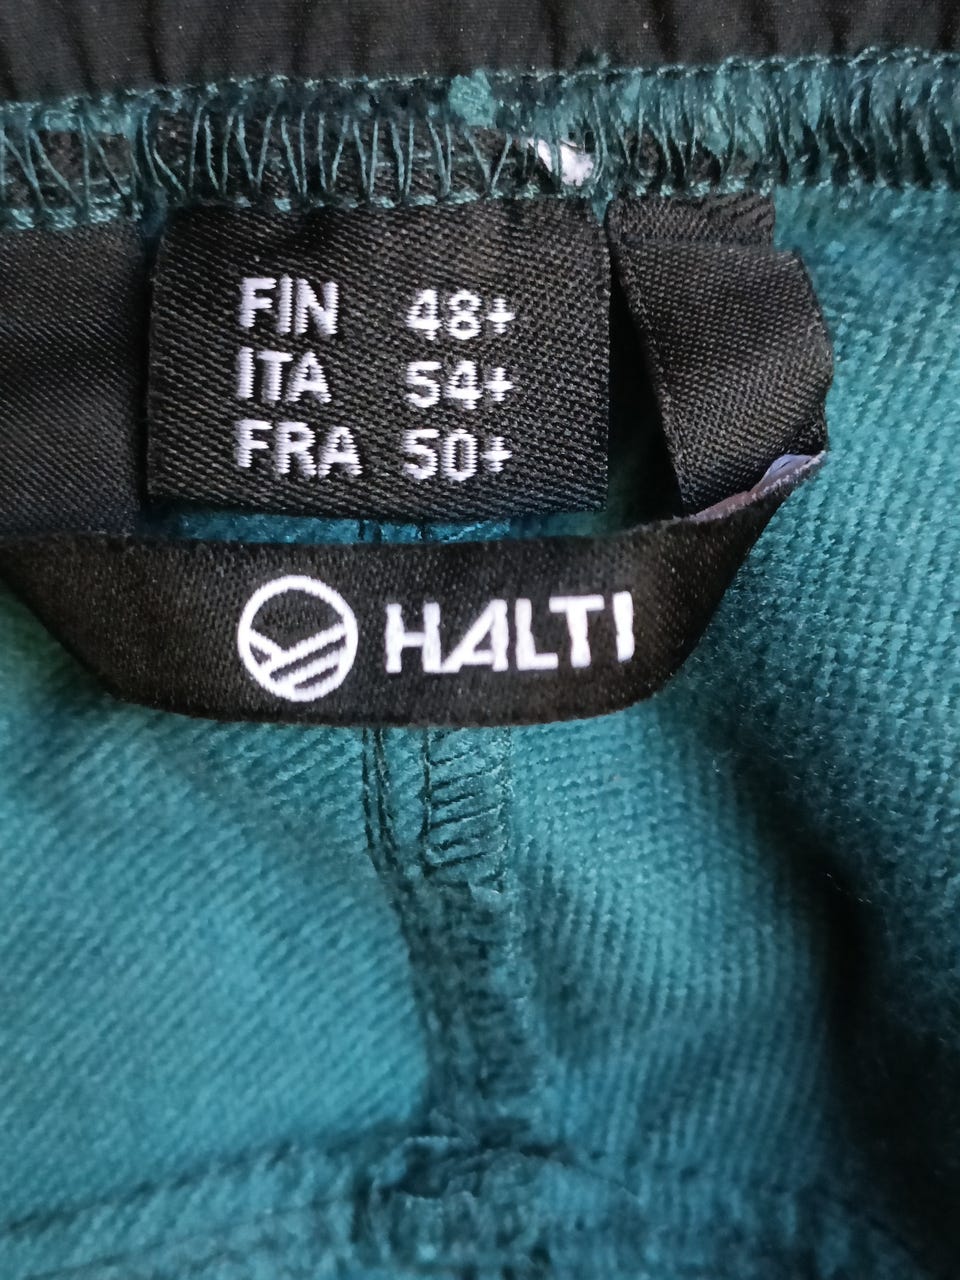 FIN 48+
ITA 54+
FRA 50+
HALTI